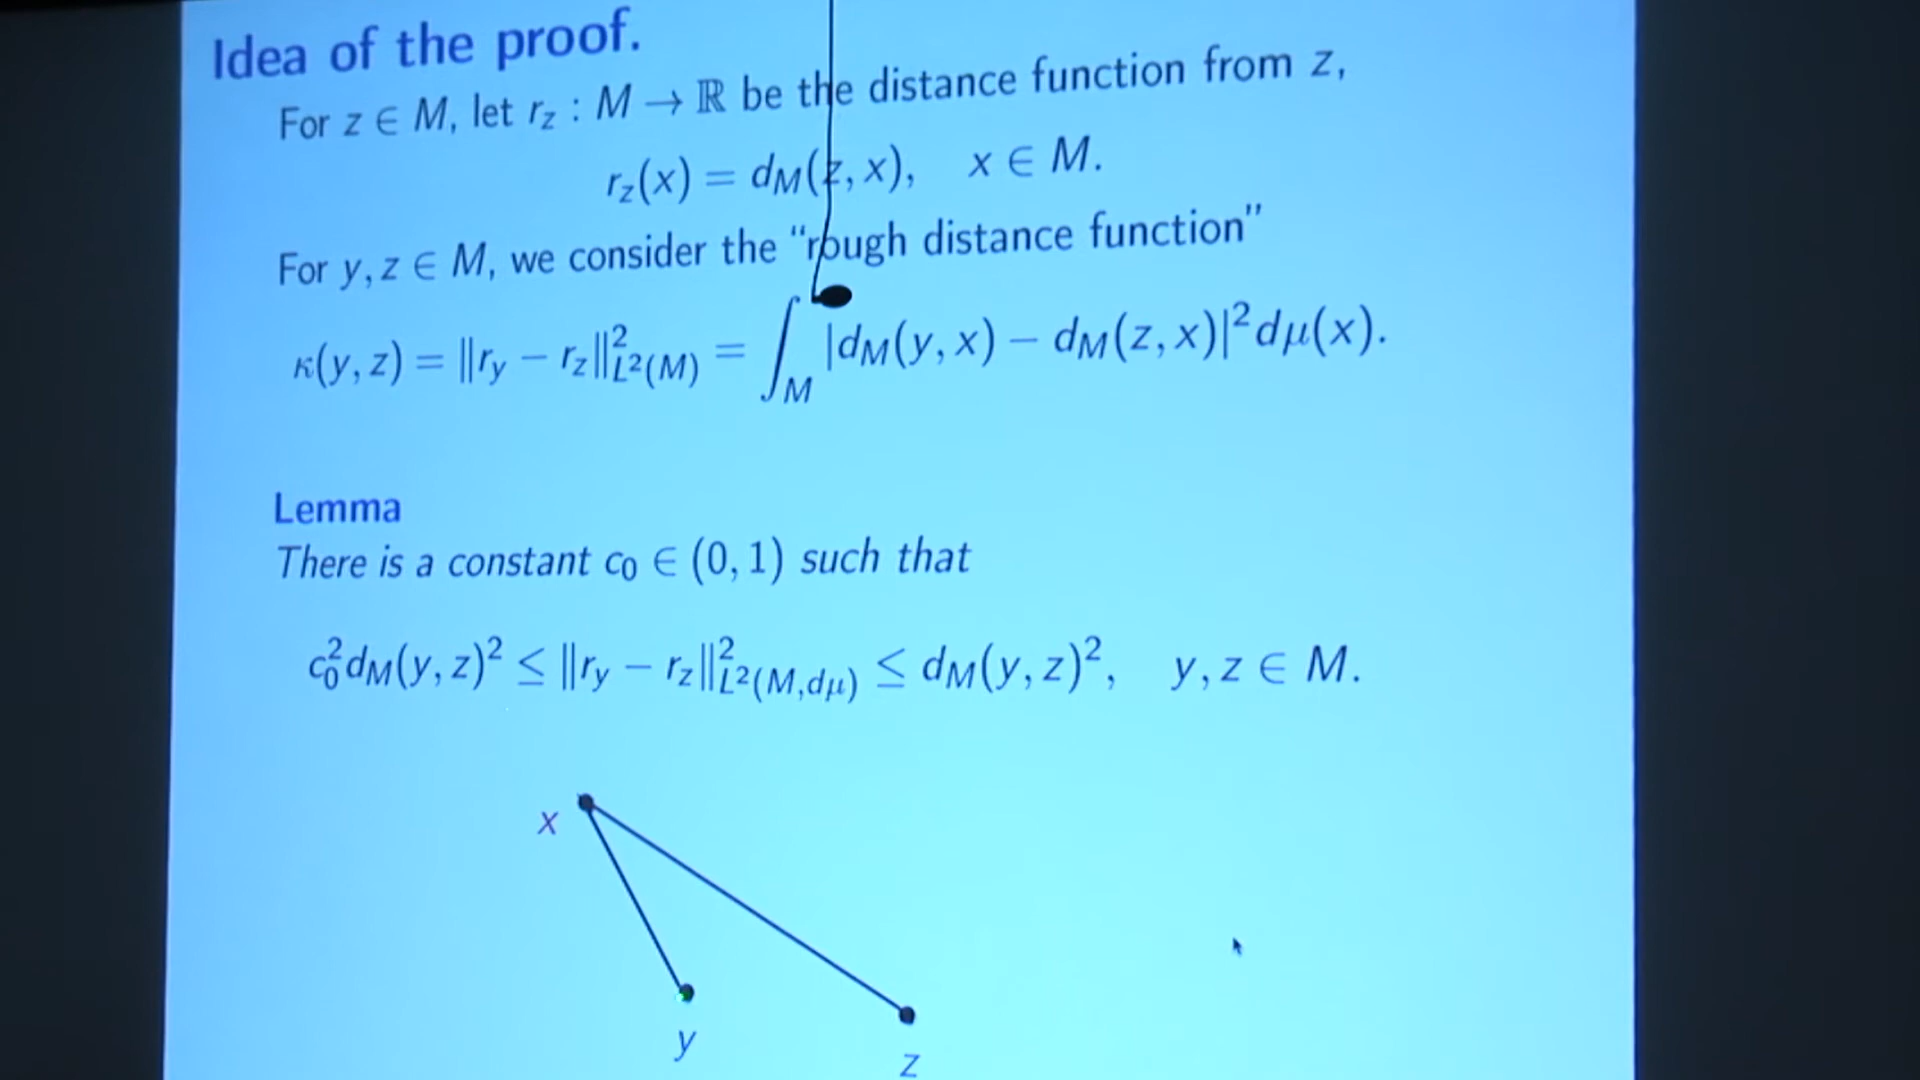 Idea of the proof.
For z ∈ M, let r_z : M → ℝ be the distance function from z,
r_z(x) = d_M(z, x), x ∈ M.
For y, z ∈ M, we consider the “rough distance function”
κ(y, z) = ‖r_y − r_z‖²_{L²(M)} = ∫_M |d_M(y, x) − d_M(z, x)|² dμ(x).
Lemma
There is a constant c₀ ∈ (0, 1) such that
c₀² d_M(y, z)² ≤ ‖r_y − r_z‖²_{L²(M,dμ)} ≤ d_M(y, z)², y, z ∈ M.
x
y
z